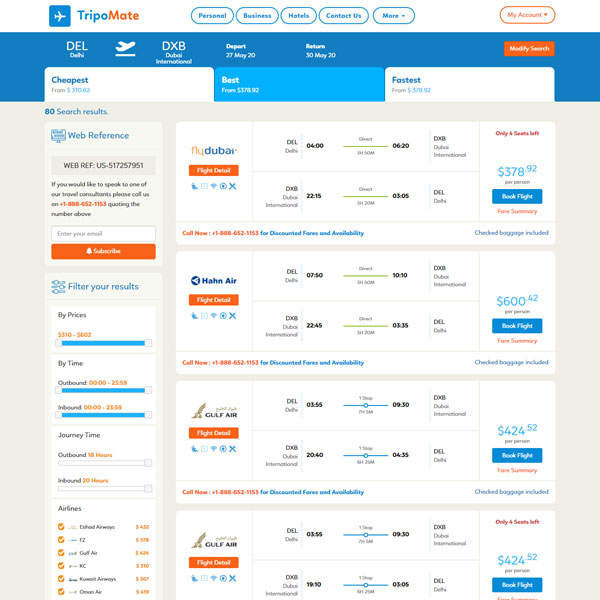 TripoMate
Personal
Business
Hotels
Contact Us
More
My Account
DEL
Delhi
DXB
Dubai
International
Depart
27 May 20
Return
30 May 20
Modify Search
Cheapest
From $ 310.62
Best
From $378.92
Fastest
From $ 378.92
80 Search results.
Web Reference
WEB REF: US-517257951
If you would like to speak to one of
our travel consultants please call us
on +1-888-652-1153 quoting the
number above
Enter your email
Subscribe
Filter your results
By Prices
$310 - $602
By Time
Outbound: 00:00 - 23:59
Inbound: 00:00 - 23:59
Journey Time
Outbound 18 Hours
Inbound 20 Hours
Airlines
Etihad Airways $ 432
FZ $ 378
Gulf Air $ 424
KC $ 310
Kuwait Airways $ 367
Oman Air $ 419
flydubai
Flight Detail
DEL
Delhi
04:00
Direct
3H 50M
06:20
DXB
Dubai
International
DXB
Dubai
International
22:15
Direct
3H 20M
03:05
DEL
Delhi
Only 4 Seats left
$378.92
per person
Book Flight
Fare Summary
Call Now : +1-888-652-1153 for Discounted Fares and Availability
Checked baggage included
Hahn Air
Flight Detail
DEL
Delhi
07:50
Direct
3H 50M
10:10
DXB
Dubai
International
DXB
Dubai
International
22:45
Direct
3H 20M
03:35
DEL
Delhi
$600.42
per person
Book Flight
Fare Summary
Call Now : +1-888-652-1153 for Discounted Fares and Availability
Checked baggage included
GULF AIR
Flight Detail
DEL
Delhi
03:55
1 Stop
7H 5M
09:30
DXB
Dubai
International
DXB
Dubai
International
20:40
1 Stop
6H 25M
04:35
DEL
Delhi
$424.52
per person
Book Flight
Fare Summary
Call Now : +1-888-652-1153 for Discounted Fares and Availability
Checked baggage included
GULF AIR
Flight Detail
DEL
Delhi
03:55
1 Stop
7H 5M
09:30
DXB
Dubai
International
DXB
Dubai
International
19:10
1 Stop
6H 25M
03:05
DEL
Delhi
Only 4 Seats left
$424.52
per person
Book Flight
Fare Summary